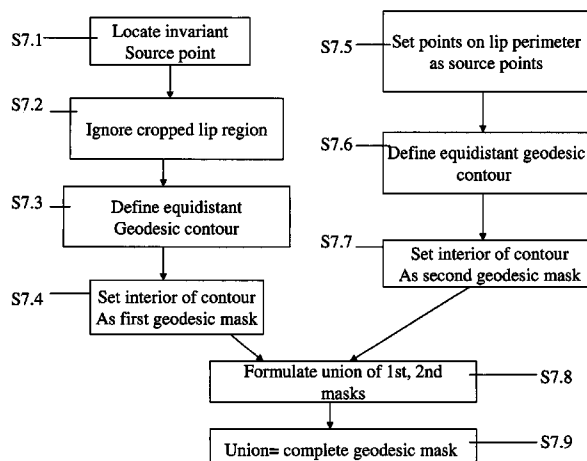 S7.1
Locate invariant
Source point
S7.2
Ignore cropped lip region
S7.3
Define equidistant
Geodesic contour
S7.4
Set interior of contour
As first geodesic mask
S7.5
Set points on lip perimeter
as source points
S7.6
Define equidistant geodesic
contour
S7.7
Set interior of contour
As second geodesic mask
Formulate union of 1st, 2nd
masks
S7.8
Union= complete geodesic mask
S7.9